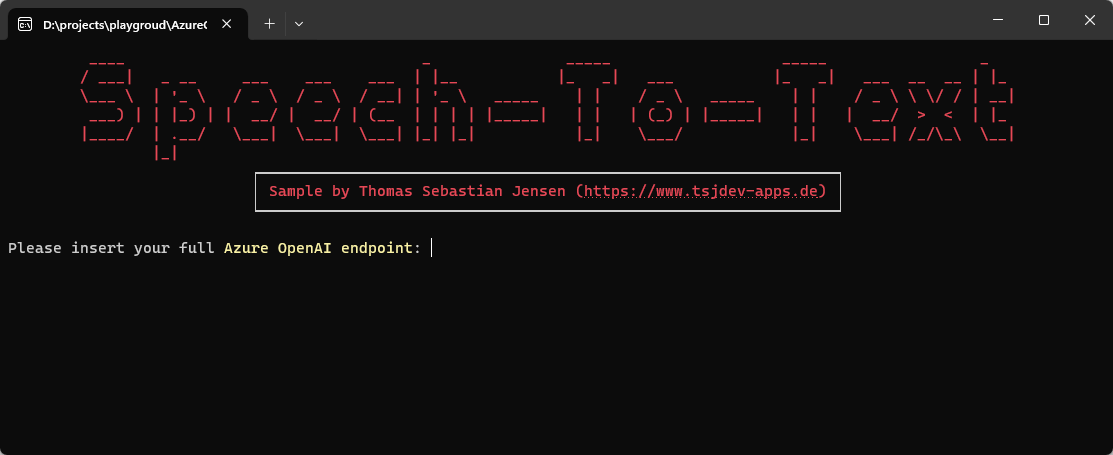 D:\projects\playgroud\AzureO
Speech-To-Text
Sample by Thomas Sebastian Jensen (https://www.tsjdev-apps.de)
Please insert your full Azure OpenAI endpoint: